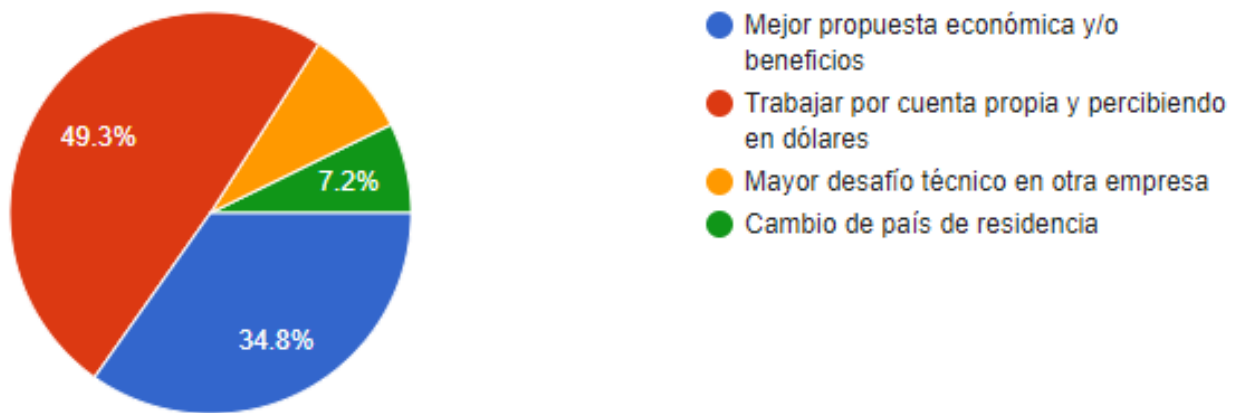 49.3%
7.2%
34.8%
Mejor propuesta económica y/o
beneficios
Trabajar por cuenta propia y percibiendo
en dólares
Mayor desafío técnico en otra empresa
Cambio de país de residencia